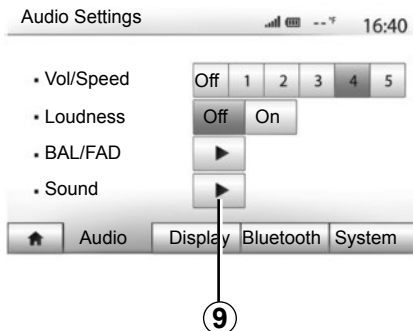 Audio Settings --°F 16:40
▪ Vol/Speed Off 1 2 3 4 5
▪ Loudness Off On
▪ BAL/FAD
▪ Sound
Audio Display Bluetooth System
9